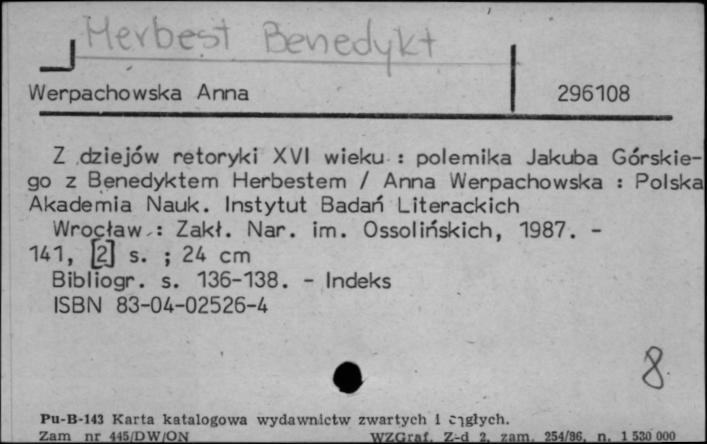 Herbest Benedykt
Werpachowska Anna 296108
Z dziejów retoryki XVI wieku : polemika Jakuba Górskie-
go z Benedyktem Herbestem / Anna Werpachowska : Polska
Akademia Nauk. Instytut Badań Literackich
Wrocław : Zakł. Nar. im. Ossolińskich, 1987. -
141, [2] s. ; 24 cm
Bibliogr. s. 136-138. - Indeks
ISBN 83-04-02526-4
8
Pu-B-143 Karta katalogowa wydawnictw zwartych i ciągłych.
Zam nr 445/DW/ON WZGraf. Z-d 2, zam. 254/86, n. 1 530 000